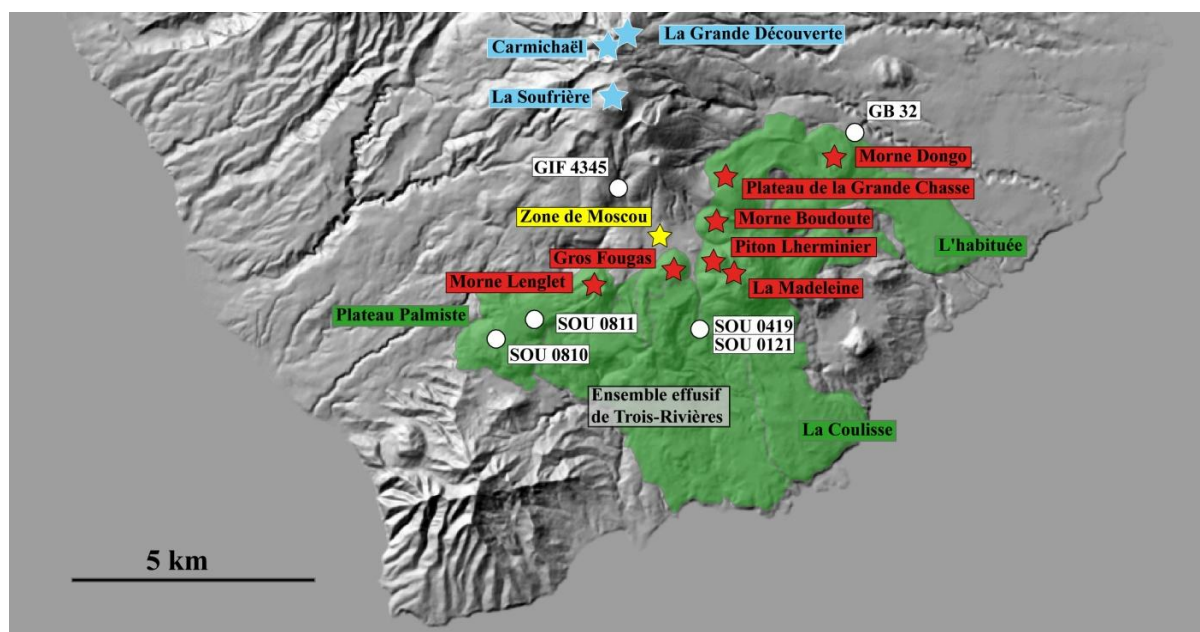 La Grande Découverte
Carmichaël
La Soufrière
GB 32
Morne Dongo
GIF 4345
Plateau de la Grande Chasse
Zone de Moscou
Morne Boudoute
L'habituée
Gros Fougas
Piton Lherminier
Morne Lenglet
La Madeleine
Plateau Palmiste
SOU 0811
SOU 0419
SOU 0121
SOU 0810
Ensemble effusif
de Trois-Rivières
La Coulisse
5 km